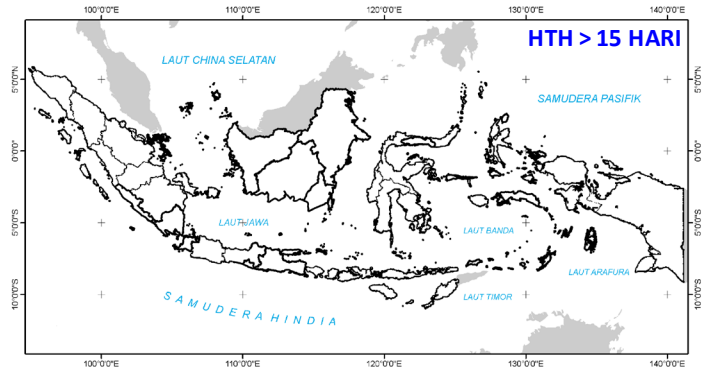 100°0'0"E 110°0'0"E 120°0'0"E 130°0'0"E 140°0'0"E
HTH > 15 HARI
LAUT CHINA SELATAN
SAMUDERA PASIFIK
5°0'0"N 5°0'0"N
0°0'0" 0°0'0"
LAUT JAWA
LAUT BANDA
5°0'0"S 5°0'0"S
LAUT ARAFURA
LAUT TIMOR
10°0'0"S 10°0'0"S
SAMUDERA HINDIA
100°0'0"E 110°0'0"E 120°0'0"E 130°0'0"E 140°0'0"E